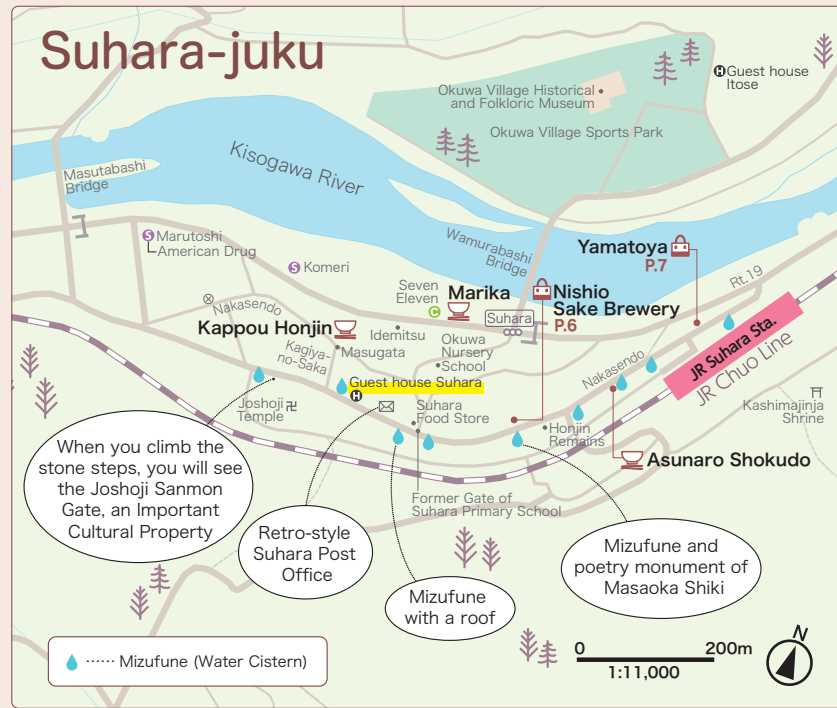 Suhara-juku
Guest house
Itose
Okuwa Village Historical
and Folkloric Museum
Okuwa Village Sports Park
Kisogawa River
Masutabashi
Bridge
Wamurabashi
Bridge
Marutoshi
American Drug
Komeri
Yamatoya
P.7
Rt.19
Seven
Eleven
Marika
Nishio
Sake Brewery
P.6
Suhara
Nakasendo
Kappou Honjin
Idemitsu
Kagiya-
no-Saka
Masugata
Okuwa
Nursery
School
Nakasendo
JR Suhara Sta.
JR Chuo Line
Guest house Suhara
Joshoji
Temple
Suhara
Food Store
Honjin
Remains
Kashimajinja
Shrine
Asunaro Shokudo
Former Gate of
Suhara Primary School
When you climb the
stone steps, you will see
the Joshoji Sanmon
Gate, an Important
Cultural Property
Retro-style
Suhara Post
Office
Mizufune
with a roof
Mizufune and
poetry monument of
Masaoka Shiki
Mizufune (Water Cistern)
0 200m
1:11,000
N
S
S
C
H
H